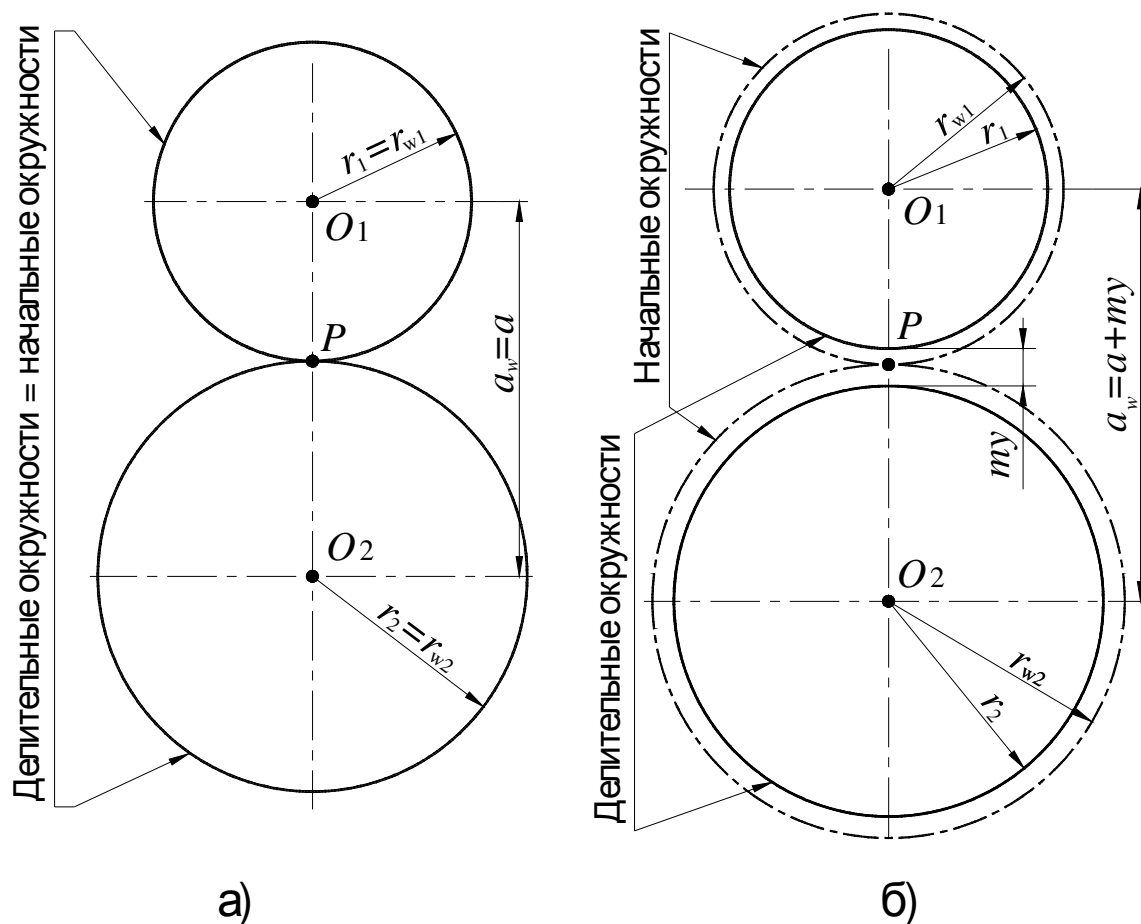 Делительные окружности = начальные окружности
r1=rw1
O1
P
aw=a
O2
r2=rw2
а)
Начальные окружности
Делительные окружности
rw1
r1
O1
P
my
aw=a+my
O2
rw2
r2
б)